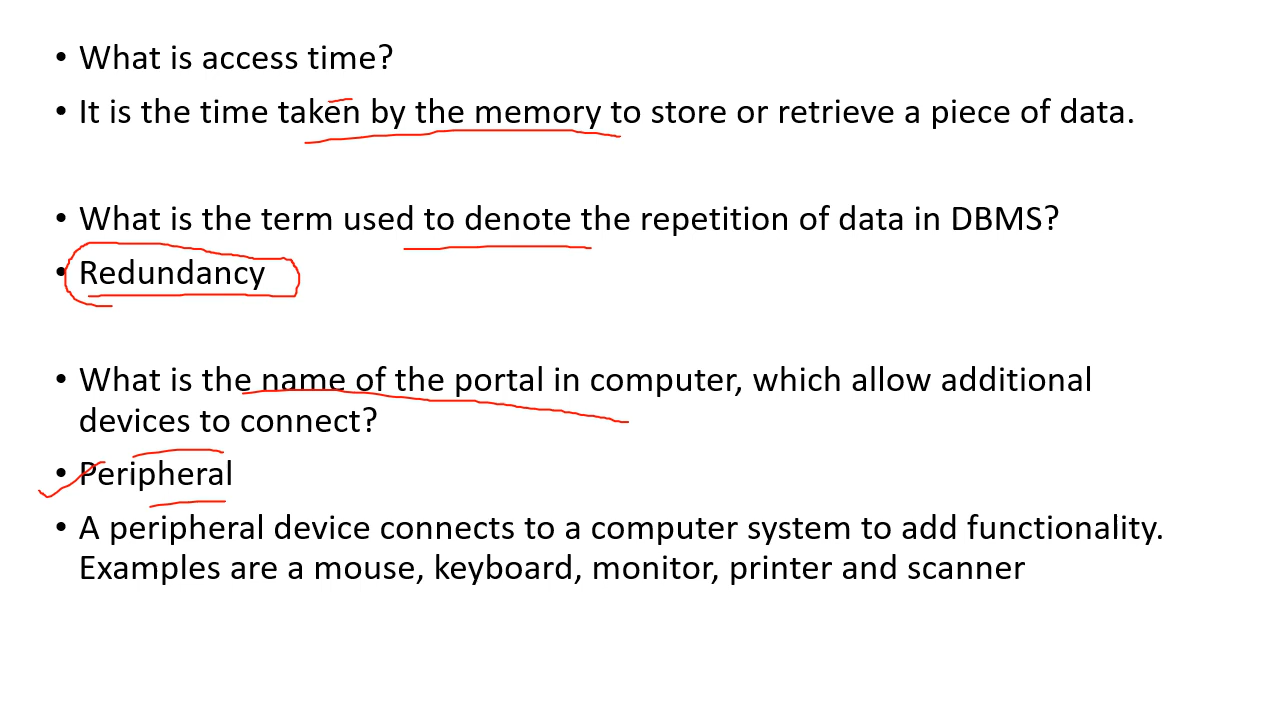 • What is access time?
• It is the time taken by the memory to store or retrieve a piece of data.
• What is the term used to denote the repetition of data in DBMS?
• Redundancy
• What is the name of the portal in computer, which allow additional
devices to connect?
• Peripheral
• A peripheral device connects to a computer system to add functionality.
Examples are a mouse, keyboard, monitor, printer and scanner